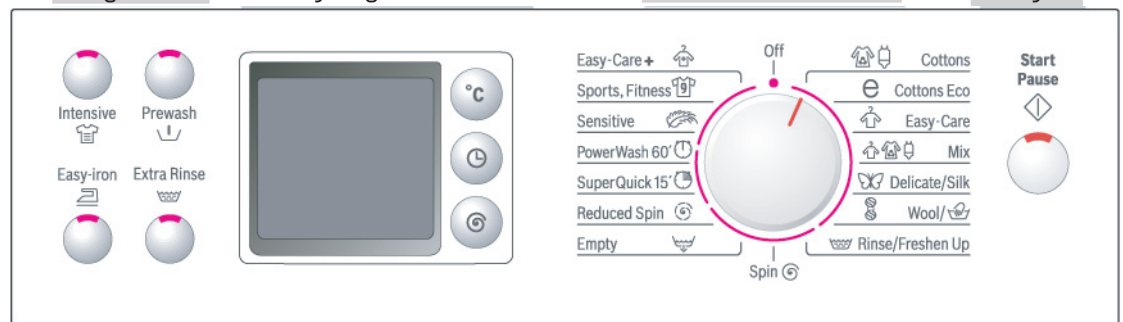 Intensive
Prewash
Easy-iron
Extra Rinse
°C
Easy-Care +
Sports, Fitness 9
Sensitive
PowerWash 60'
SuperQuick 15'
Reduced Spin
Empty
Off
Spin
Cottons
e Cottons Eco
Easy-Care
Mix
Delicate/Silk
Wool/
Rinse/Freshen Up
Start
Pause